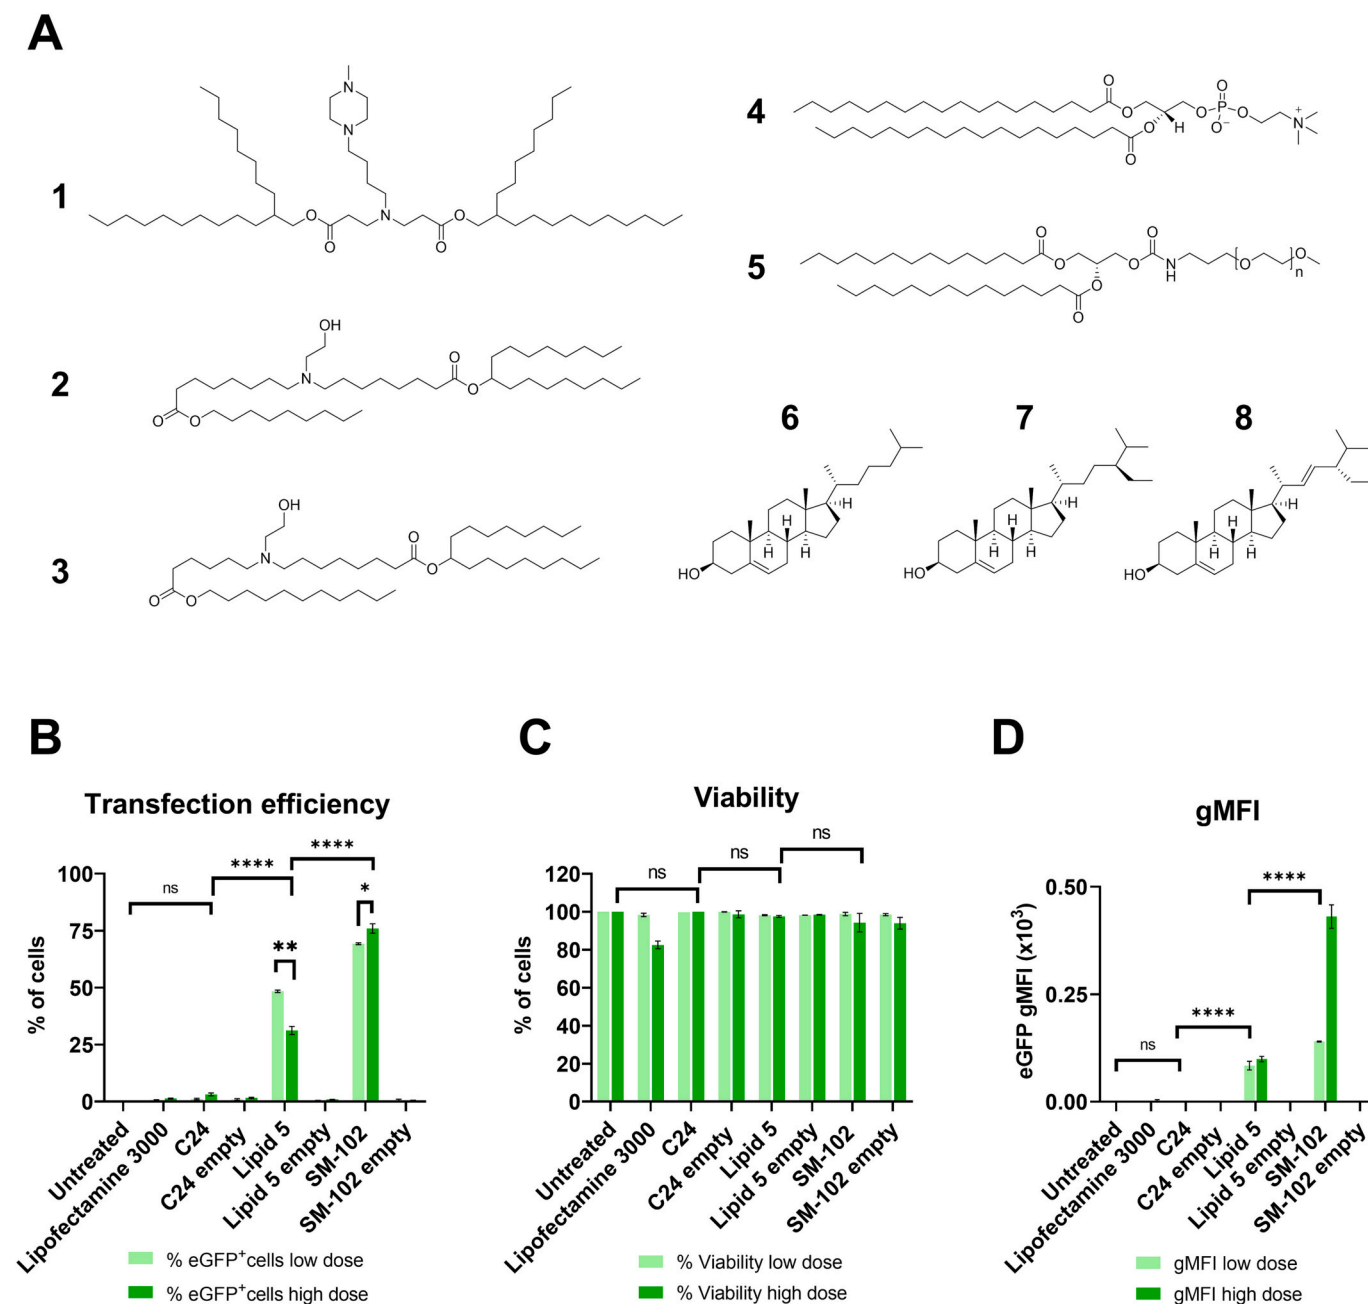 A
1
N
N
N
O
O
O
O
2
OH
N
O
O
O
O
3
OH
N
O
O
O
O
4
O
O
O
O
O
P
O
O⁻
O
N
+
H
5
O
O
O
O
O
O
N
H
O
O
n
6
H
H
H
HO
7
H
H
H
HO
8
H
H
H
HO
B
Transfection efficiency
****
****
ns
*
**
100
75
50
25
0
% of cells
Untreated
Lipofectamine 3000
C24
C24 empty
Lipid 5
Lipid 5 empty
SM-102
SM-102 empty
% eGFP⁺cells low dose
% eGFP⁺cells high dose
C
Viability
ns
ns
ns
120
100
80
60
40
20
0
% of cells
Untreated
Lipofectamine 3000
C24
C24 empty
Lipid 5
Lipid 5 empty
SM-102
SM-102 empty
% Viability low dose
% Viability high dose
D
gMFI
****
****
ns
0.50
0.25
0.00
eGFP gMFI (x10³)
Untreated
Lipofectamine 3000
C24
C24 empty
Lipid 5
Lipid 5 empty
SM-102
SM-102 empty
gMFI low dose
gMFI high dose